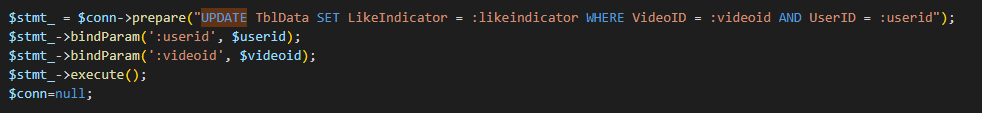 $stmt_ = $conn->prepare("UPDATE TblData SET LikeIndicator = :likeindicator WHERE VideoID = :videoid AND UserID = :userid");
$stmt_->bindParam(':userid', $userid);
$stmt_->bindParam(':videoid', $videoid);
$stmt_->execute();
$conn=null;